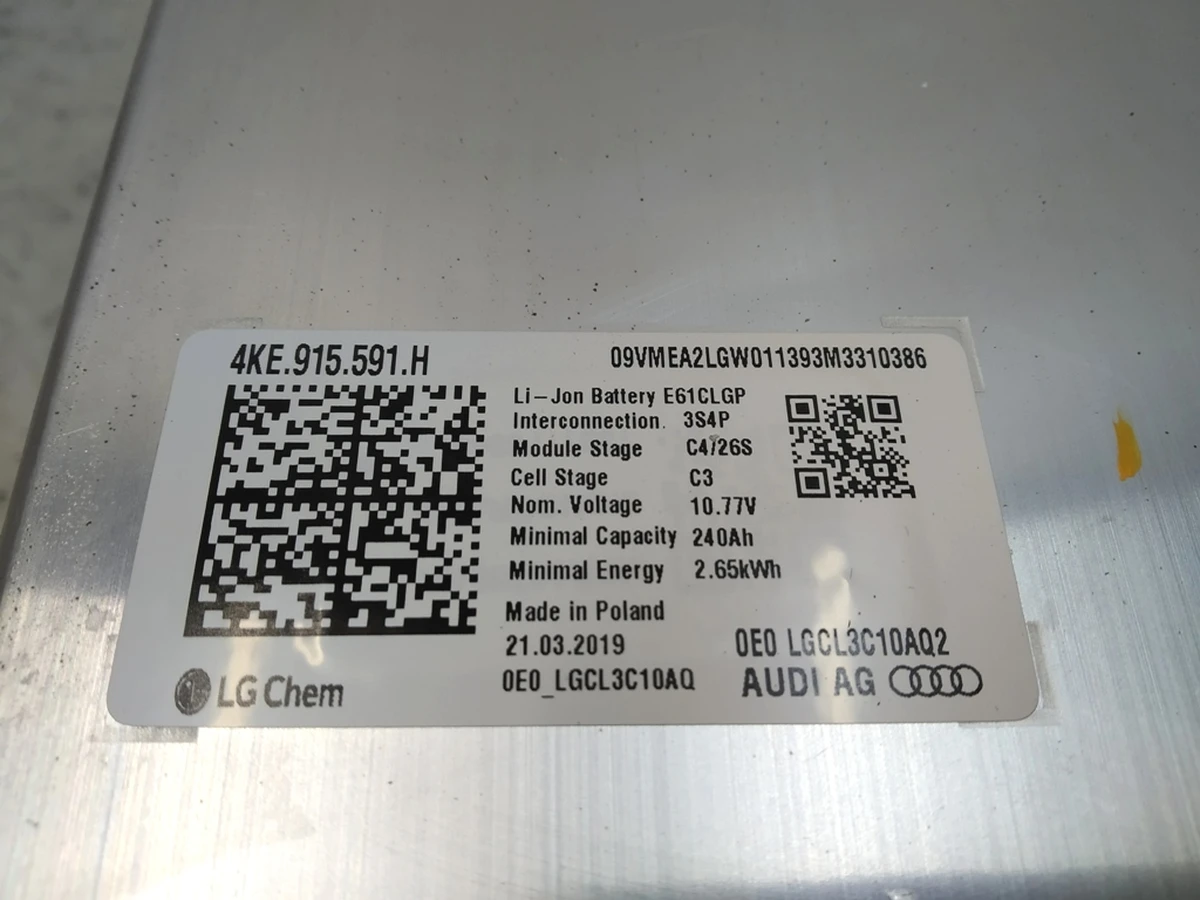 4KE.915.591.H
09VMEA2LGW011393M3310386
Li-Jon Battery E61CLGP
Interconnection. 3S4P
Module Stage C4/26S
Cell Stage C3
Nom. Voltage 10.77V
Minimal Capacity 240Ah
Minimal Energy 2.65kWh
Made in Poland
21.03.2019
0E0 LGCL3C10AQ2
0E0_LGCL3C10AQ
AUDI AG
LG Chem